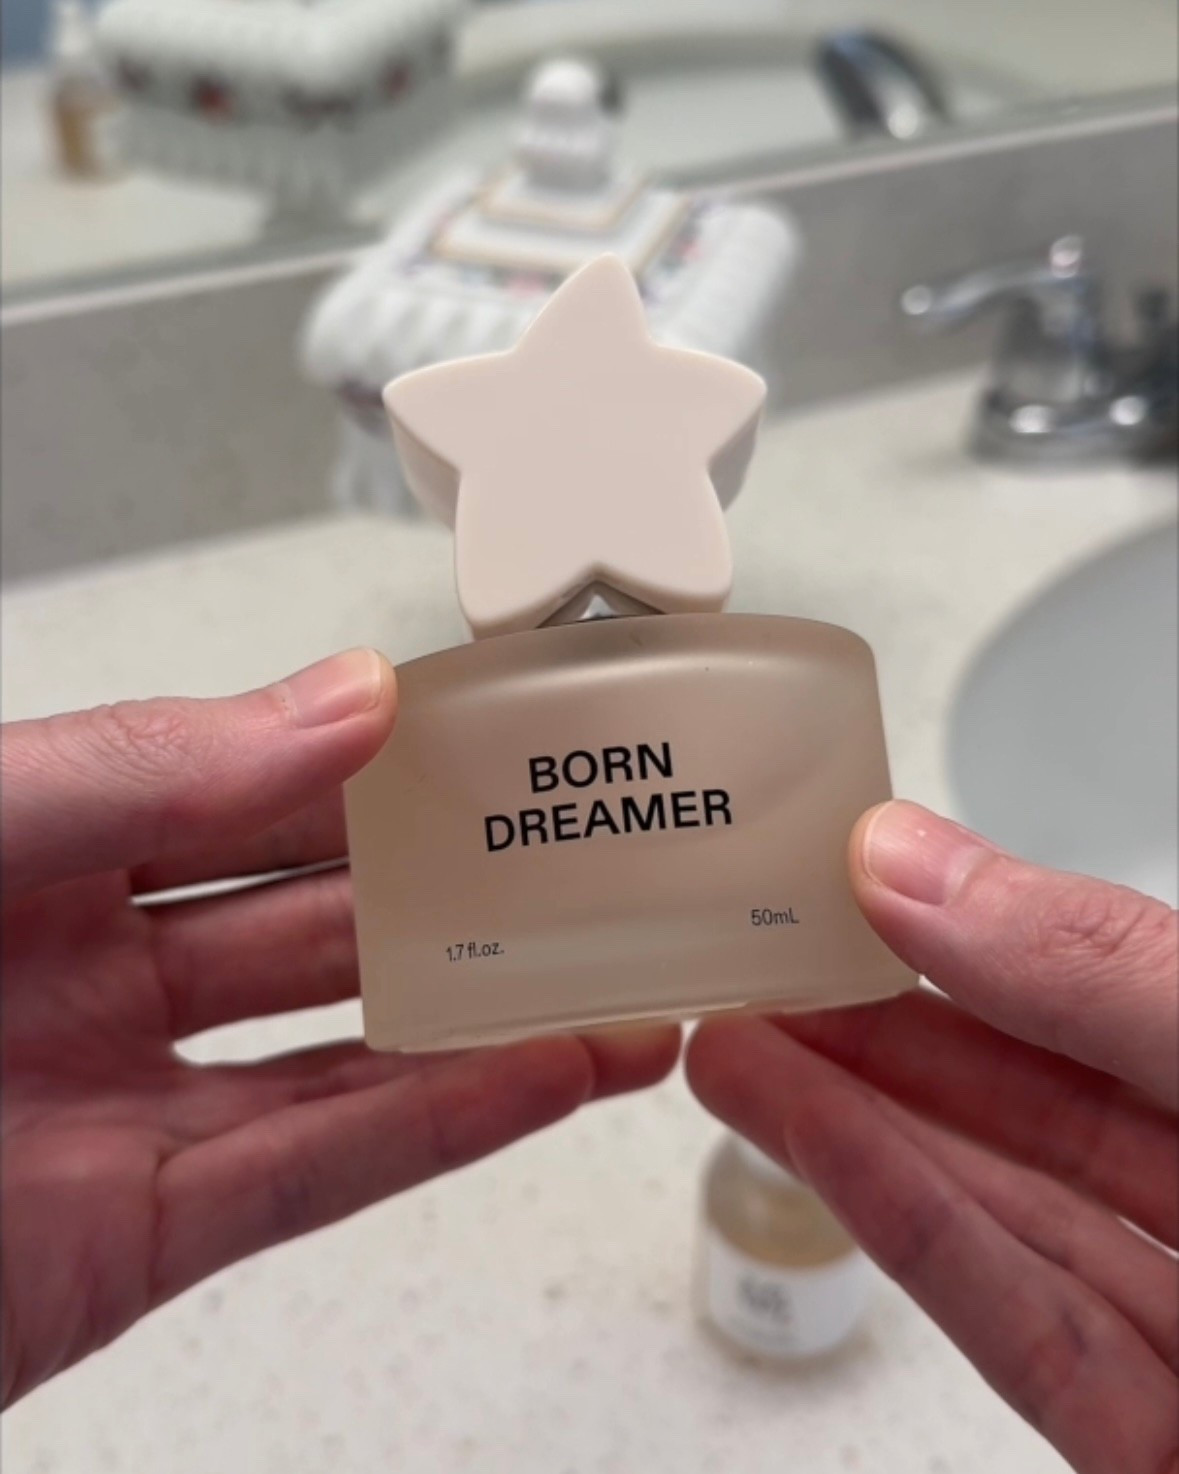 BORN
DREAMER
50mL
1.7 fl.oz.